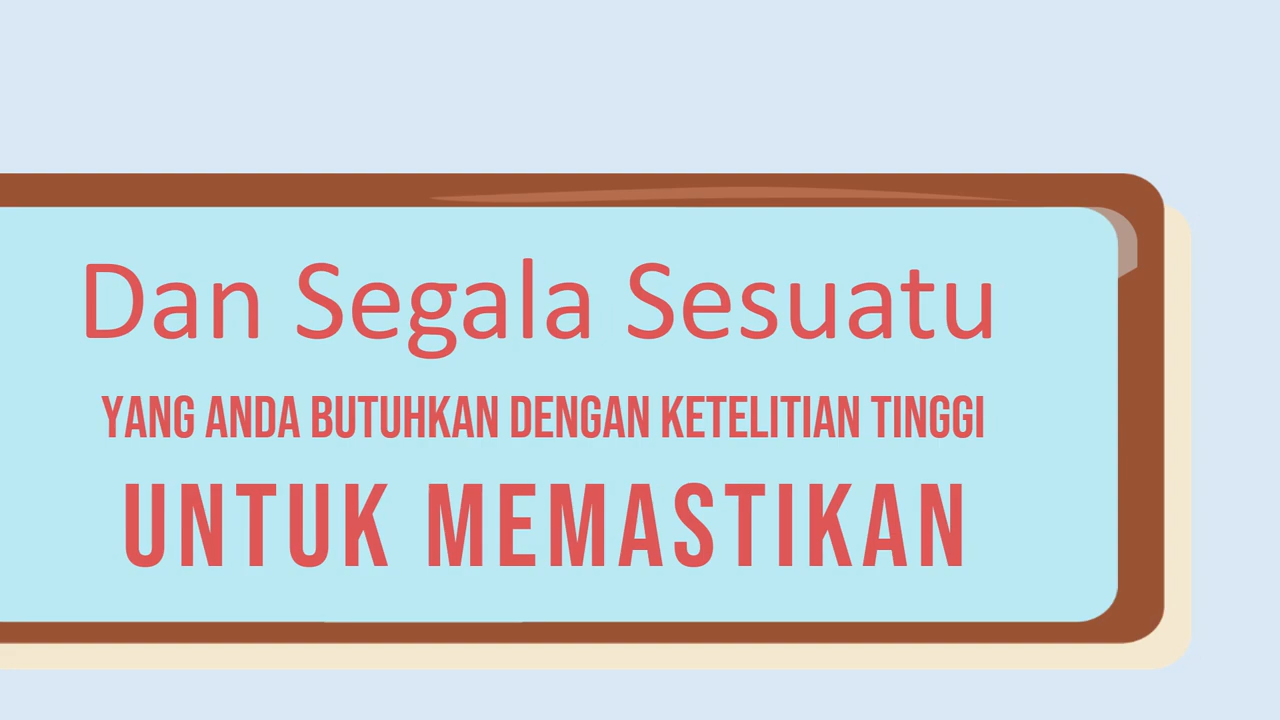 Dan Segala Sesuatu
YANG ANDA BUTUHKAN DENGAN KETELITIAN TINGGI
UNTUK MEMASTIKAN